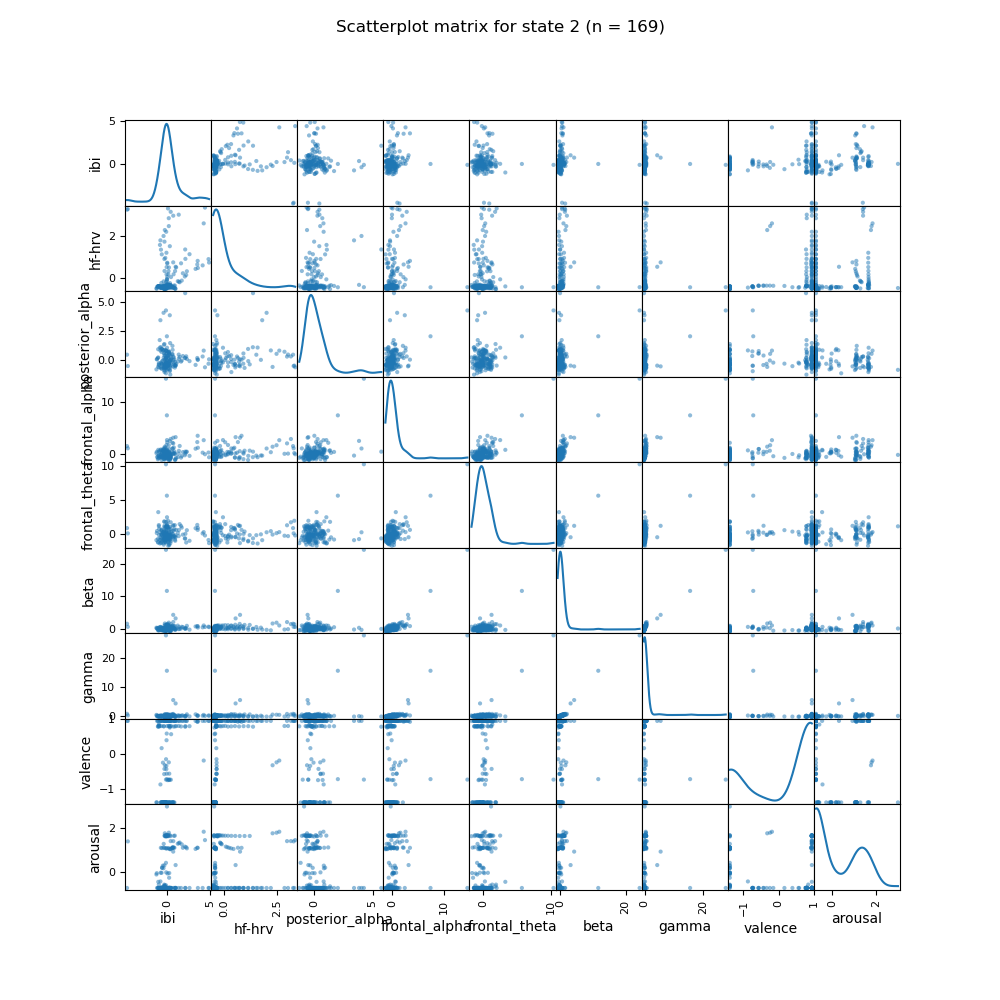 Scatterplot matrix for state 2 (n = 169)
ibi
5
0
hf-hrv
2
0
posterior_alpha
5.0
2.5
0.0
frontal_alpha
10
0
frontal_theta
10
5
0
beta
20
10
0
gamma
20
10
0
valence
1
0
−1
arousal
2
0
0 5 0.5 2.5 0 5 0 10 0 10 0 20 0 20 −1 0 1 0 2
ibi hf-hrv posterior_alpha frontal_alpha frontal_theta beta gamma valence arousal